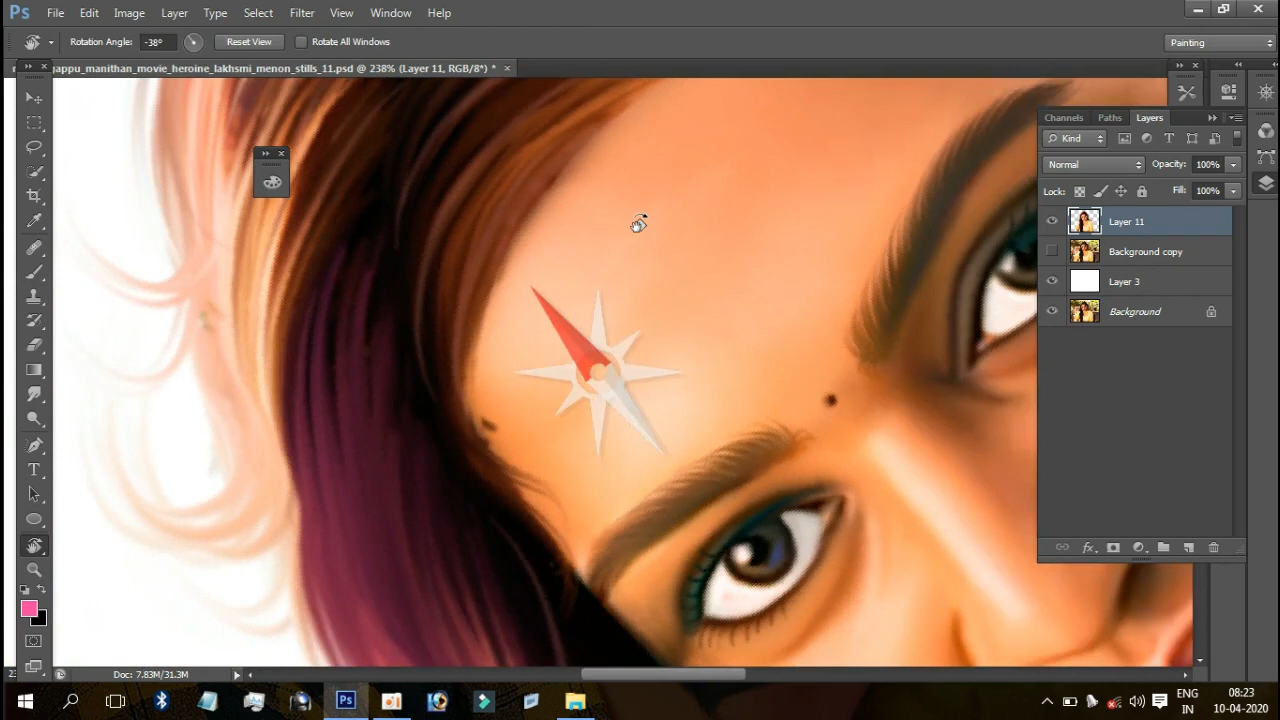 Ps File Edit Image Layer Type Select Filter View Window Help
Rotation Angle: -38° Reset View Rotate All Windows Painting
appu_manithan_movie_heroine_lakhsmi_menon_stills_11.psd @ 238% (Layer 11, RGB/8*) *
Channels Paths Layers
Kind
Normal Opacity: 100%
Lock: Fill: 100%
Layer 11
Background copy
Layer 3
Background
fx
Doc: 7.83M/31.3M
Ps
ENG 08:23
IN 10-04-2020